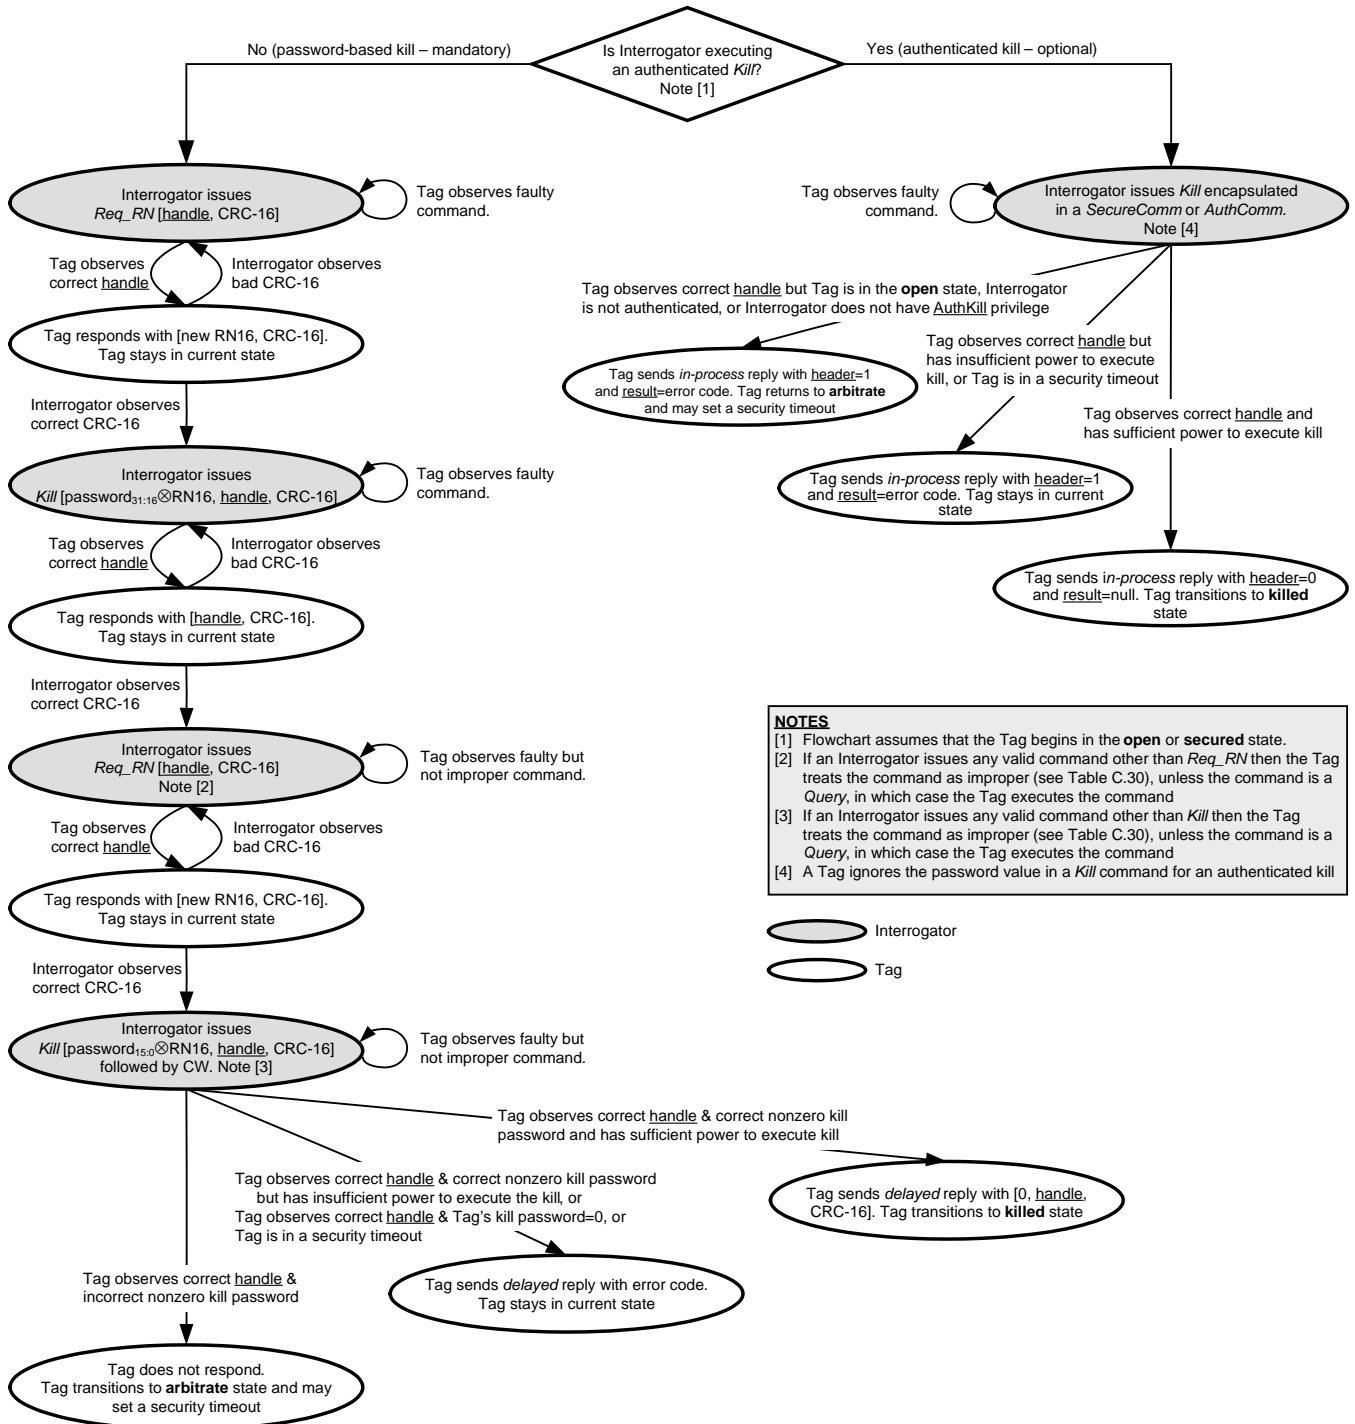 Is Interrogator executing
an authenticated Kill?
Note [1]
No (password-based kill – mandatory)
Yes (authenticated kill – optional)
Interrogator issues
Req_RN [handle, CRC-16]
Tag observes faulty
command.
Tag observes
correct handle
Interrogator observes
bad CRC-16
Tag responds with [new RN16, CRC-16].
Tag stays in current state
Interrogator observes
correct CRC-16
Interrogator issues
Kill [password31:16⊗RN16, handle, CRC-16]
Tag observes faulty
command.
Tag observes
correct handle
Interrogator observes
bad CRC-16
Tag responds with [handle, CRC-16].
Tag stays in current state
Interrogator observes
correct CRC-16
Interrogator issues
Req_RN [handle, CRC-16]
Note [2]
Tag observes faulty but
not improper command.
Tag observes
correct handle
Interrogator observes
bad CRC-16
Tag responds with [new RN16, CRC-16].
Tag stays in current state
Interrogator observes
correct CRC-16
Interrogator issues
Kill [password15:0⊗RN16, handle, CRC-16]
followed by CW. Note [3]
Tag observes faulty but
not improper command.
Tag observes correct handle & correct nonzero kill
password and has sufficient power to execute kill
Tag sends delayed reply with [0, handle,
CRC-16]. Tag transitions to killed state
Tag observes correct handle & correct nonzero kill password
but has insufficient power to execute the kill, or
Tag observes correct handle & Tag's kill password=0, or
Tag is in a security timeout
Tag sends delayed reply with error code.
Tag stays in current state
Tag observes correct handle &
incorrect nonzero kill password
Tag does not respond.
Tag transitions to arbitrate state and may
set a security timeout
Tag observes faulty
command.
Interrogator issues Kill encapsulated
in a SecureComm or AuthComm.
Note [4]
Tag observes correct handle but Tag is in the open state, Interrogator
is not authenticated, or Interrogator does not have AuthKill privilege
Tag sends in-process reply with header=1
and result=error code. Tag returns to arbitrate
and may set a security timeout
Tag observes correct handle but
has insufficient power to execute
kill, or Tag is in a security timeout
Tag sends in-process reply with header=1
and result=error code. Tag stays in current
state
Tag observes correct handle and
has sufficient power to execute kill
Tag sends in-process reply with header=0
and result=null. Tag transitions to killed
state
NOTES
[1] Flowchart assumes that the Tag begins in the open or secured state.
[2] If an Interrogator issues any valid command other than Req_RN then the Tag
treats the command as improper (see Table C.30), unless the command is a
Query, in which case the Tag executes the command
[3] If an Interrogator issues any valid command other than Kill then the Tag
treats the command as improper (see Table C.30), unless the command is a
Query, in which case the Tag executes the command
[4] A Tag ignores the password value in a Kill command for an authenticated kill
Interrogator
Tag